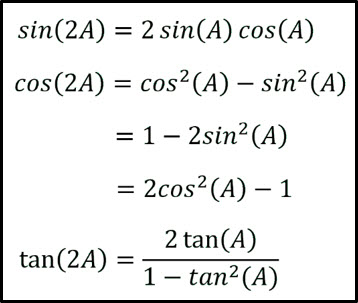 sin(2A) = 2 sin(A) cos(A)
cos(2A) = cos²(A) − sin²(A)
= 1 − 2sin²(A)
= 2cos²(A) − 1
tan(2A) = 2 tan(A) / 1 − tan²(A)